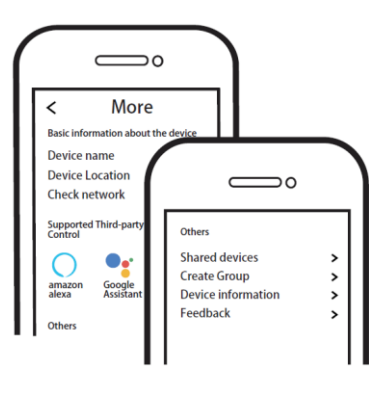 <
More
Basic information about the device
Device name
Device Location
Check network
Supported Third-party
Control
amazon
alexa
Google
Assistant
Others
Others
Shared devices >
Create Group >
Device information >
Feedback >